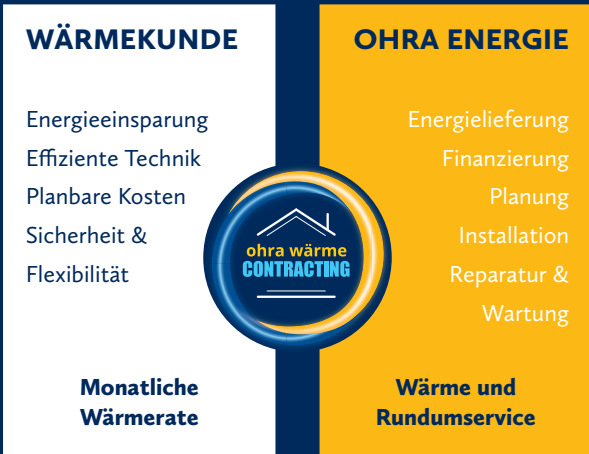 WÄRMEKUNDE
Energieeinsparung
Effiziente Technik
Planbare Kosten
Sicherheit &
Flexibilität
Monatliche
Wärmerate
ohra wärme
CONTRACTING
OHRA ENERGIE
Energielieferung
Finanzierung
Planung
Installation
Reparatur &
Wartung
Wärme und
Rundumservice